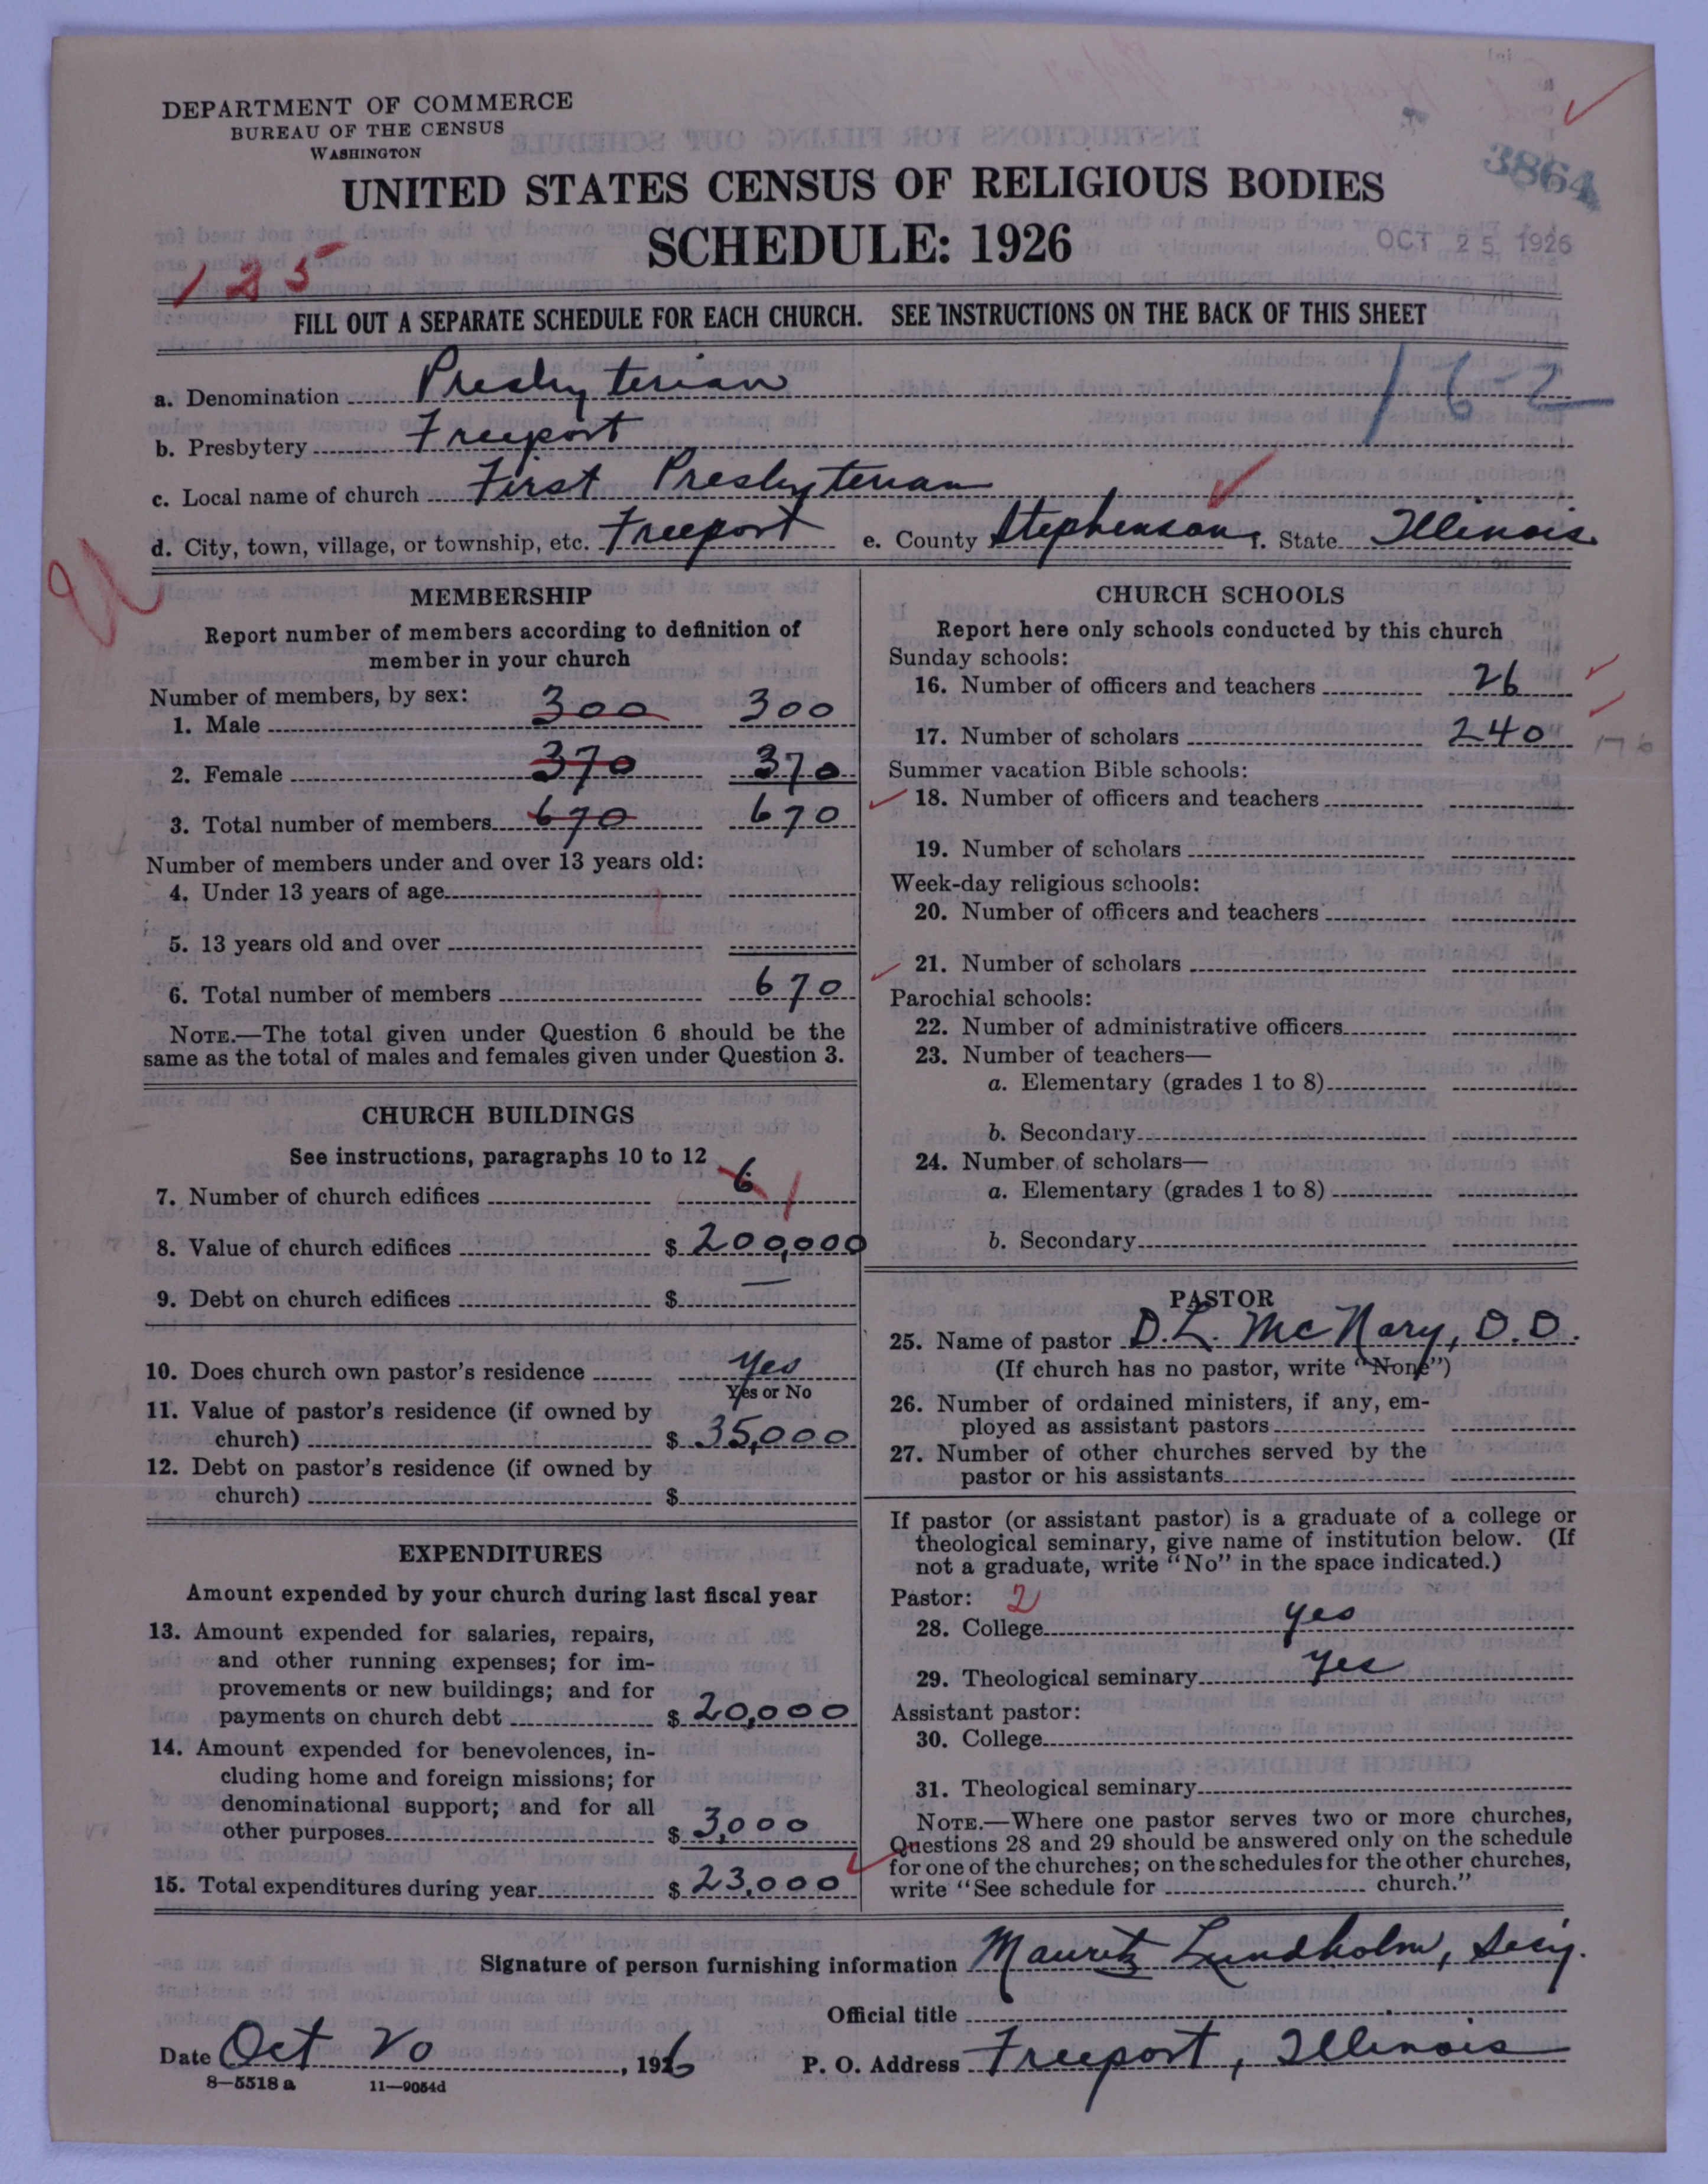 DEPARTMENT OF COMMERCE
BUREAU OF THE CENSUS
WASHINGTON
3864
UNITED STATES CENSUS OF RELIGIOUS BODIES
SCHEDULE: 1926
OCT 25 1926
125
FILL OUT A SEPARATE SCHEDULE FOR EACH CHURCH. SEE INSTRUCTIONS ON THE BACK OF THIS SHEET
16-2
a. Denomination Presbyterian
b. Presbytery Freeport
c. Local name of church First Presbyterian
d. City, town, village, or township, etc. Freeport e. County Stephenson f. State Illinois
MEMBERSHIP
Report number of members according to definition of
member in your church
Number of members, by sex:
1. Male 300 300
2. Female 370 370
3. Total number of members 670 670
Number of members under and over 13 years old:
4. Under 13 years of age
5. 13 years old and over
6. Total number of members 670
NOTE.—The total given under Question 6 should be the
same as the total of males and females given under Question 3.
CHURCH BUILDINGS
See instructions, paragraphs 10 to 12
7. Number of church edifices 6 1
8. Value of church edifices $ 200,000
9. Debt on church edifices $ —
10. Does church own pastor's residence Yes
Yes or No
11. Value of pastor's residence (if owned by
church) $ 35,000
12. Debt on pastor's residence (if owned by
church) $
EXPENDITURES
Amount expended by your church during last fiscal year
13. Amount expended for salaries, repairs,
and other running expenses; for im-
provements or new buildings; and for
payments on church debt $ 20,000
14. Amount expended for benevolences, in-
cluding home and foreign missions; for
denominational support; and for all
other purposes $ 3,000
15. Total expenditures during year $ 23,000
CHURCH SCHOOLS
Report here only schools conducted by this church
Sunday schools:
16. Number of officers and teachers 26
17. Number of scholars 240
Summer vacation Bible schools:
18. Number of officers and teachers
19. Number of scholars
Week-day religious schools:
20. Number of officers and teachers
21. Number of scholars
Parochial schools:
22. Number of administrative officers
23. Number of teachers—
a. Elementary (grades 1 to 8)
b. Secondary
24. Number of scholars—
a. Elementary (grades 1 to 8)
b. Secondary
PASTOR
25. Name of pastor D. L. McNary, D.D.
(If church has no pastor, write "None")
26. Number of ordained ministers, if any, em-
ployed as assistant pastors
27. Number of other churches served by the
pastor or his assistants
If pastor (or assistant pastor) is a graduate of a college or
theological seminary, give name of institution below. (If
not a graduate, write "No" in the space indicated.)
Pastor: 2
28. College yes
29. Theological seminary Yes
Assistant pastor:
30. College
31. Theological seminary
NOTE.—Where one pastor serves two or more churches,
Questions 28 and 29 should be answered only on the schedule
for one of the churches; on the schedules for the other churches,
write "See schedule for church."
Signature of person furnishing information Mauritz Lundholm, Secy.
Official title
Date Oct 20, 1926 P. O. Address Freeport, Illinois
8—5518 a 11—9054d